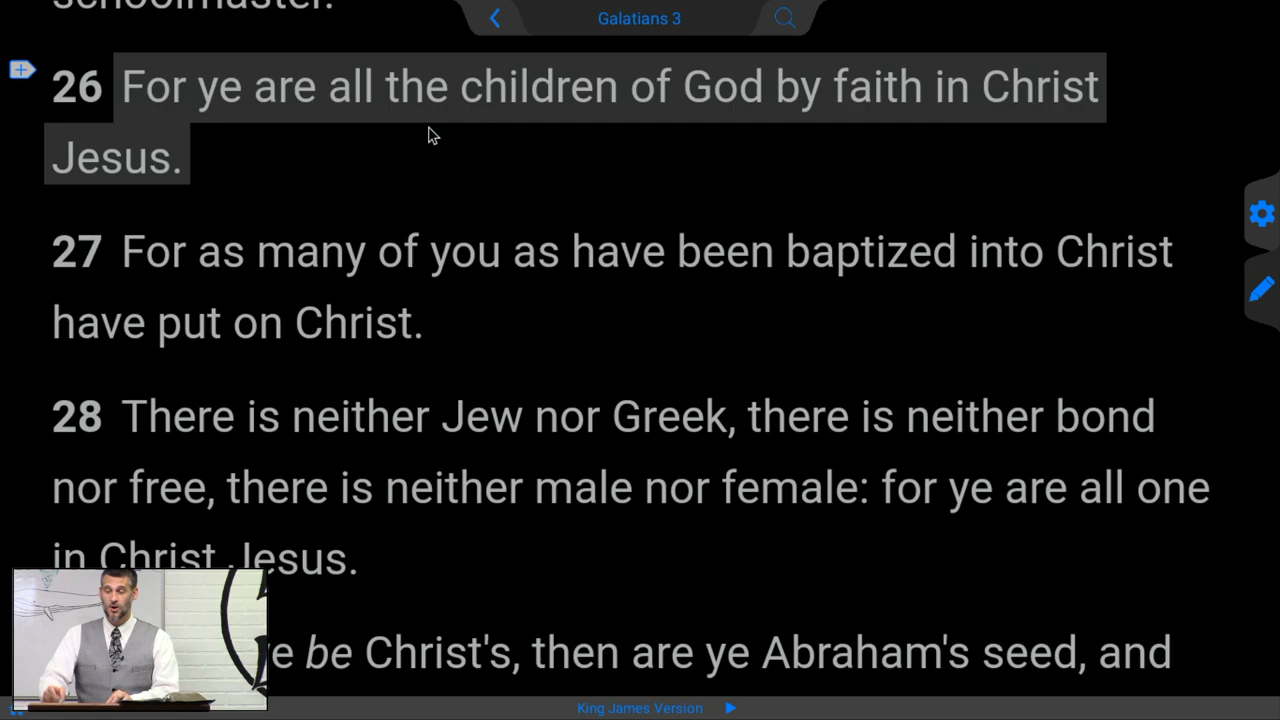 schoolmaster.
Galatians 3
26 For ye are all the children of God by faith in Christ
Jesus.
27 For as many of you as have been baptized into Christ
have put on Christ.
28 There is neither Jew nor Greek, there is neither bond
nor free, there is neither male nor female: for ye are all one
in Christ Jesus.
be Christ's, then are ye Abraham's seed, and
King James Version